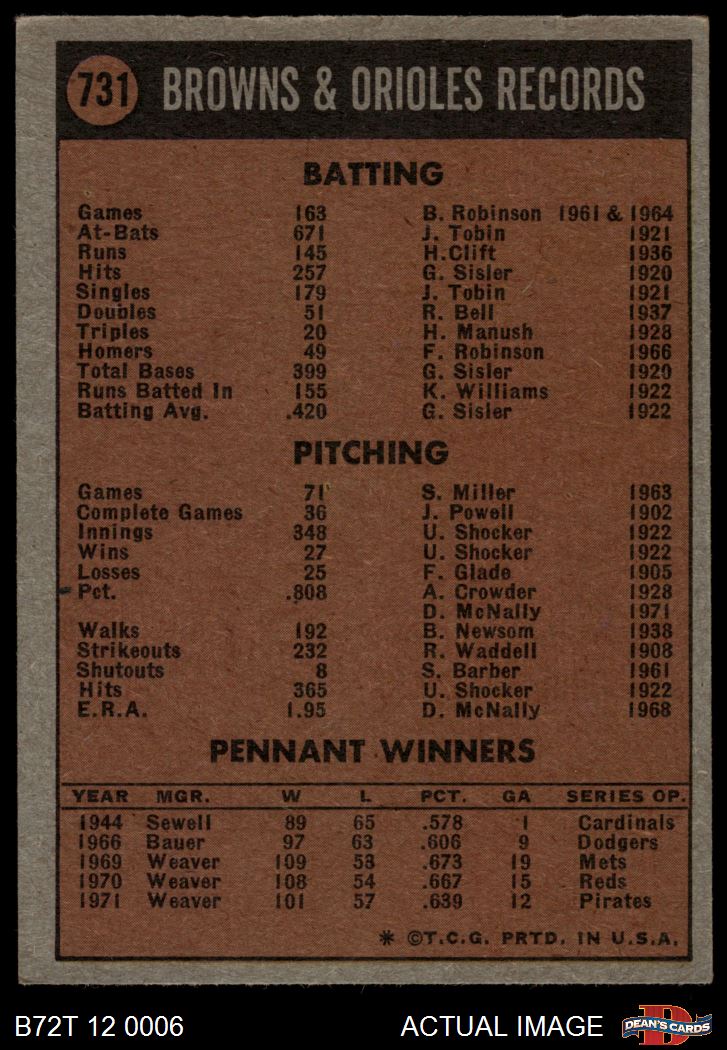 731 BROWNS & ORIOLES RECORDS
BATTING
Games 163 B. Robinson 1961 & 1964
At-Bats 671 J. Tobin 1921
Runs 145 H.Clift 1936
Hits 257 G. Sisler 1920
Singles 179 J. Tobin 1921
Doubles 51 R. Bell 1937
Triples 20 H. Manush 1928
Homers 49 F. Robinson 1966
Total Bases 399 G. Sisler 1920
Runs Batted In 155 K. Williams 1922
Batting Avg. .420 G. Sisler 1922
PITCHING
Games 71 S. Miller 1963
Complete Games 36 J. Powell 1902
Innings 348 U. Shocker 1922
Wins 27 U. Shocker 1922
Losses 25 F. Glade 1905
Pct. .808 A. Crowder 1928
D. McNally 1971
Walks 192 B. Newsom 1938
Strikeouts 232 R. Waddell 1908
Shutouts 8 S. Barber 1961
Hits 365 U. Shocker 1922
E.R.A. 1.95 D. McNally 1968
PENNANT WINNERS
YEAR MGR. W L PCT. GA SERIES OP.
1944 Sewell 89 65 .578 1 Cardinals
1966 Bauer 97 63 .606 9 Dodgers
1969 Weaver 109 53 .673 19 Mets
1970 Weaver 108 54 .667 15 Reds
1971 Weaver 101 57 .639 12 Pirates
* ©T.C.G. PRTD. IN U.S.A.
B72T 12 0006 ACTUAL IMAGE D DEAN'S CARDS